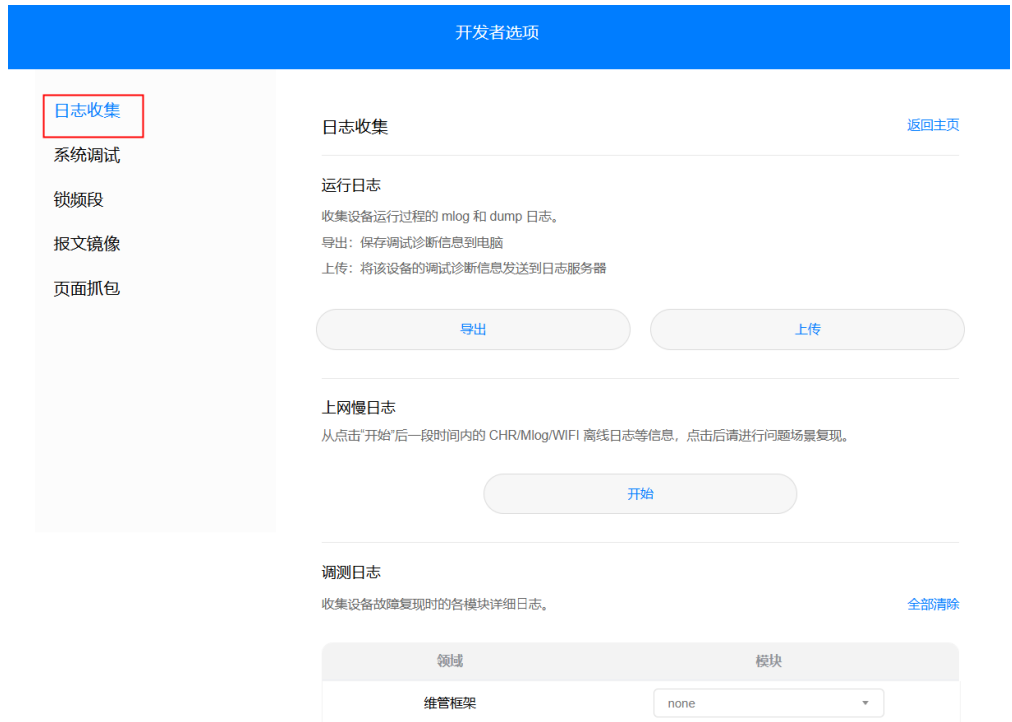 开发者选项
日志收集
系统调试
锁频段
报文镜像
页面抓包
日志收集
返回主页
运行日志
收集设备运行过程的 mlog 和 dump 日志。
导出：保存调试诊断信息到电脑
上传：将该设备的调试诊断信息发送到日志服务器
导出
上传
上网慢日志
从点击“开始”后一段时间内的 CHR/Mlog/WIFI 离线日志等信息，点击后请进行问题场景复现。
开始
调测日志
收集设备故障复现时的各模块详细日志。
全部清除
领域 模块
维管框架 none